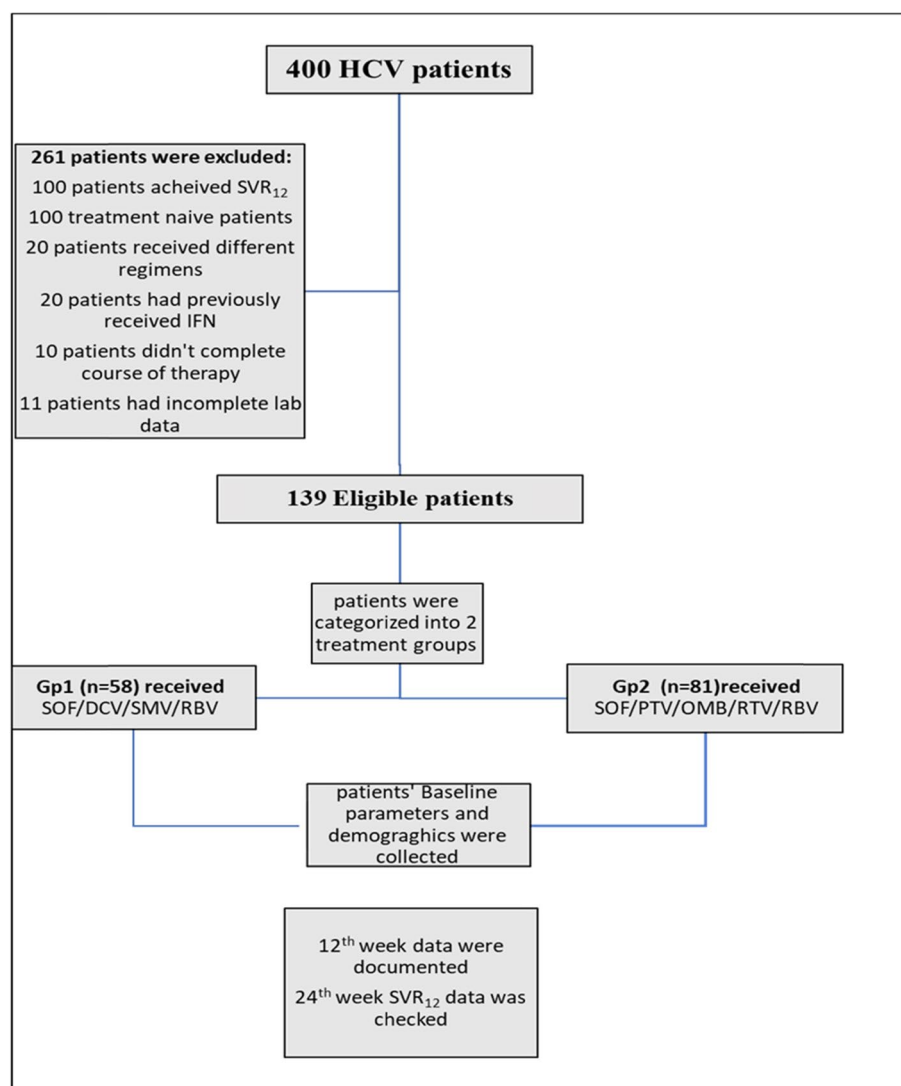 400 HCV patients
261 patients were excluded:
100 patients acheived SVR₁₂
100 treatment naive patients
20 patients received different
regimens
20 patients had previously
received IFN
10 patients didn't complete
course of therapy
11 patients had incomplete lab
data
139 Eligible patients
patients were
categorized into 2
treatment groups
Gp1 (n=58) received
SOF/DCV/SMV/RBV
Gp2 (n=81)received
SOF/PTV/OMB/RTV/RBV
patients' Baseline
parameters and
demograghics were
collected
12ᵗʰ week data were
documented
24ᵗʰ week SVR₁₂ data was
checked